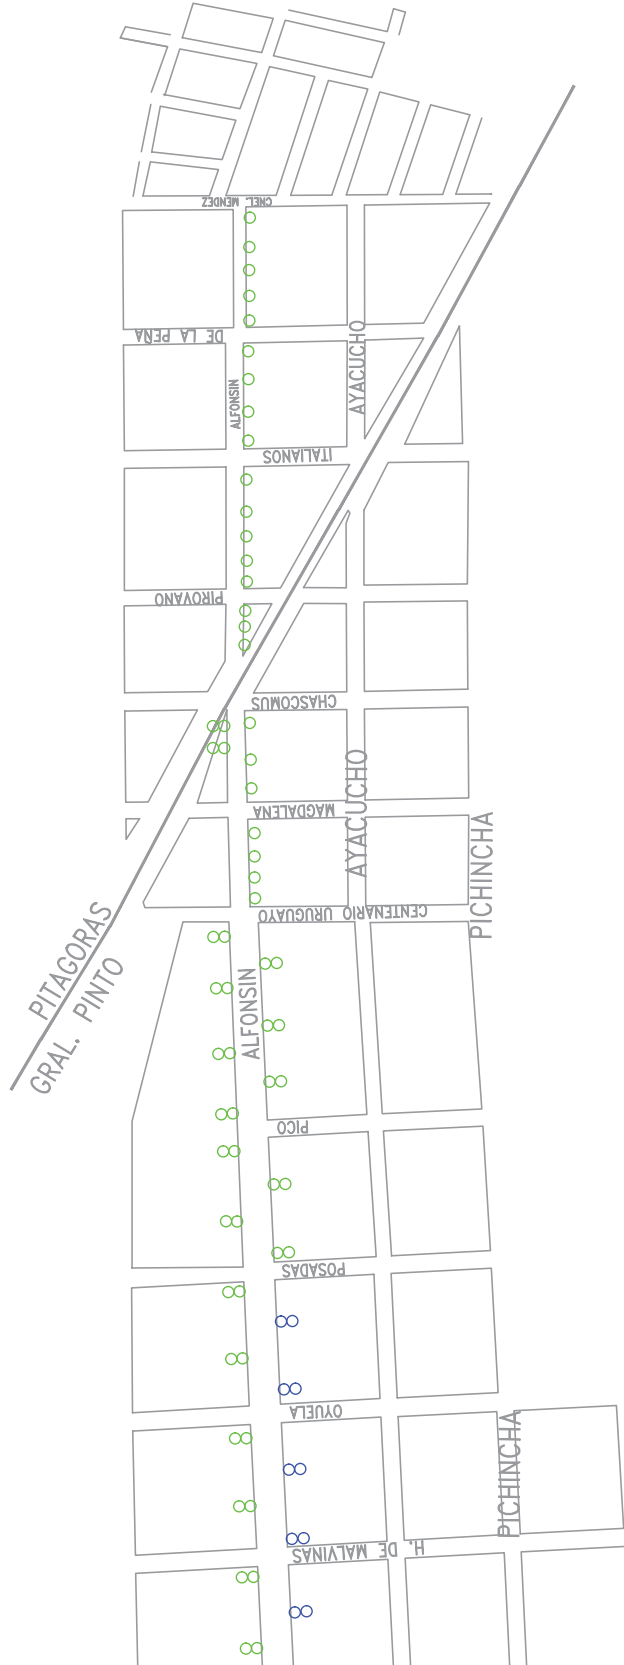 CNEL. MENDEZ
DE LA PEÑA
AYACUCHO
ALFONSIN
ITALIANOS
PIROVANO
CHASCOMUS
MAGDALENA
AYACUCHO
PICHINCHA
CENTENARIO URUGUAYO
PITAGORAS
GRAL. PINTO
ALFONSIN
PICO
POSADAS
OYUELA
PICHINCHA
H. DE MALVINAS